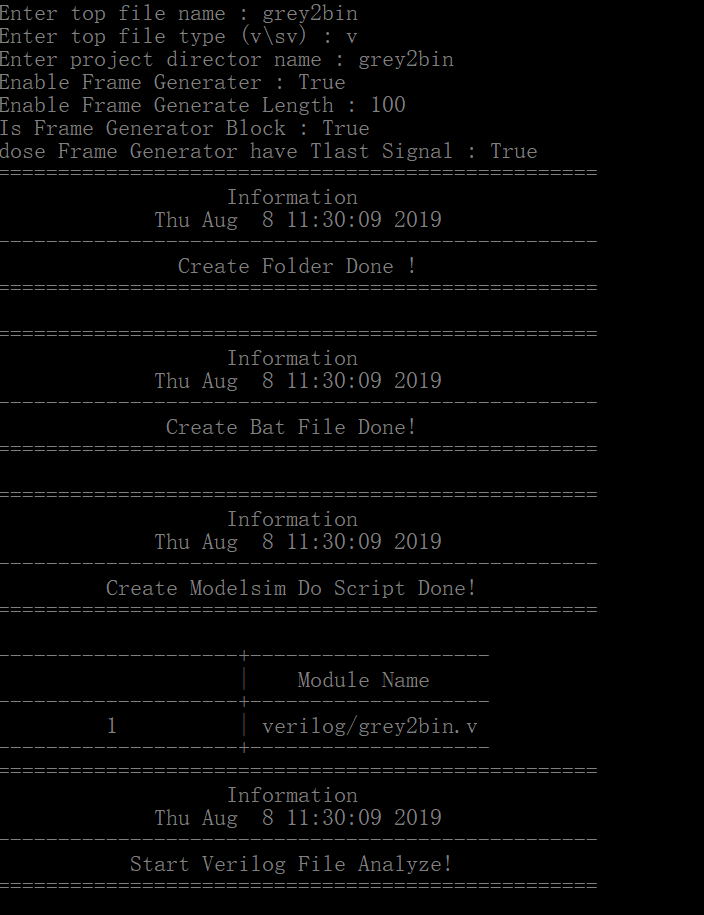 Enter top file name : grey2bin
Enter top file type (v\sv) : v
Enter project director name : grey2bin
Enable Frame Generater : True
Enable Frame Generate Length : 100
Is Frame Generator Block : True
dose Frame Generator have Tlast Signal : True
==================================================
Information
Thu Aug  8 11:30:09 2019
--------------------------------------------------
Create Folder Done !
==================================================
==================================================
Information
Thu Aug  8 11:30:09 2019
--------------------------------------------------
Create Bat File Done!
==================================================
==================================================
Information
Thu Aug  8 11:30:09 2019
--------------------------------------------------
Create Modelsim Do Script Done!
==================================================
--------------------+--------------------
| Module Name
--------------------+--------------------
1 | verilog/grey2bin.v
--------------------+--------------------
==================================================
Information
Thu Aug  8 11:30:09 2019
--------------------------------------------------
Start Verilog File Analyze!
==================================================